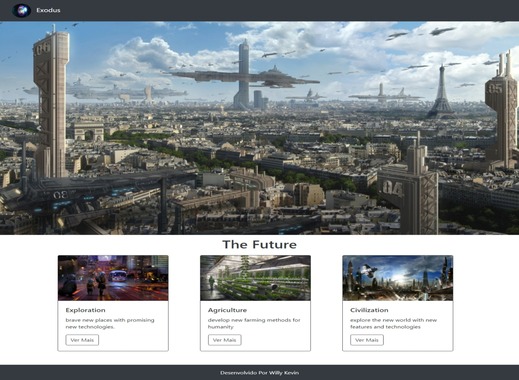 Exodus
05
The Future
Exploration
brave new places with promising
new technologies.
Ver Mais
Agriculture
develop new farming methods for
humanity
Ver Mais
Civilization
explore the new world with new
features and technologies
Ver Mais
Desenvolvido Por Willy Kevin